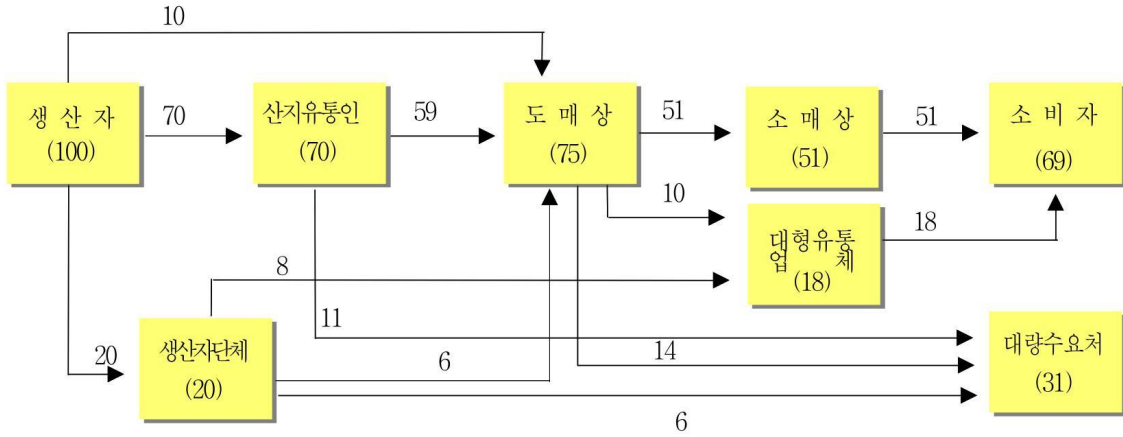 10
생 산 자
(100)
70
산지유통인
(70)
59
도 매 상
(75)
51
소 매 상
(51)
51
소 비 자
(69)
10
대형유통
업 체
(18)
18
8
11
20
생산자단체
(20)
6
14
대량수요처
(31)
6